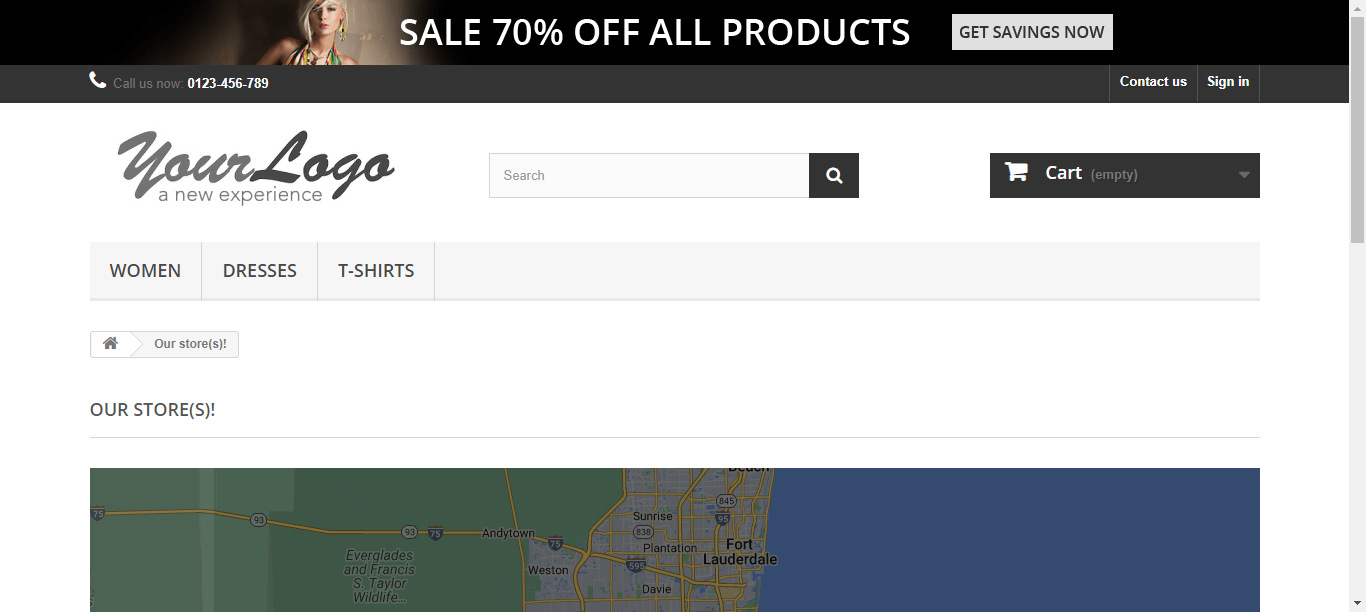 SALE 70% OFF ALL PRODUCTS
GET SAVINGS NOW
Call us now: 0123-456-789
Contact us
Sign in
YourLogo
a new experience
Search
Cart (empty)
WOMEN
DRESSES
T-SHIRTS
Our store(s)!
OUR STORE(S)!
Beach
845
75
93
Sunrise
95
93
75
Andytown
838
75
Plantation
Fort
Lauderdale
Everglades
and Francis
S. Taylor
Wildlife...
Weston
595
Davie